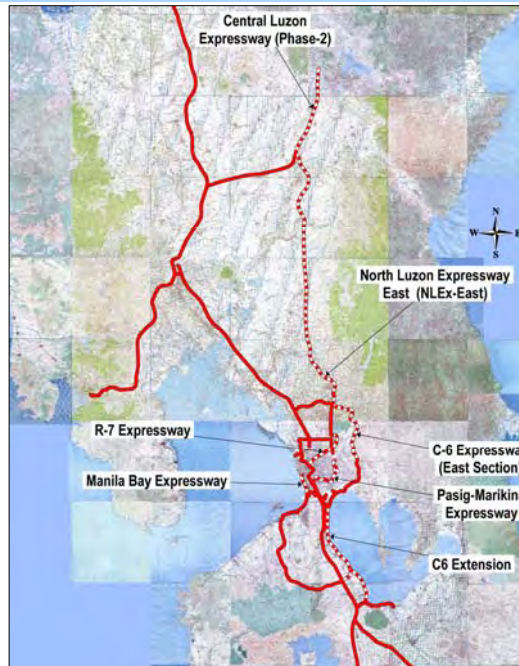 Central Luzon
Expressway (Phase-2)
N
W E
S
North Luzon Expressway
East (NLEx-East)
R-7 Expressway
C-6 Expresswa
(East Section)
Manila Bay Expressway
Pasig-Marikin
Expressway
C6 Extension